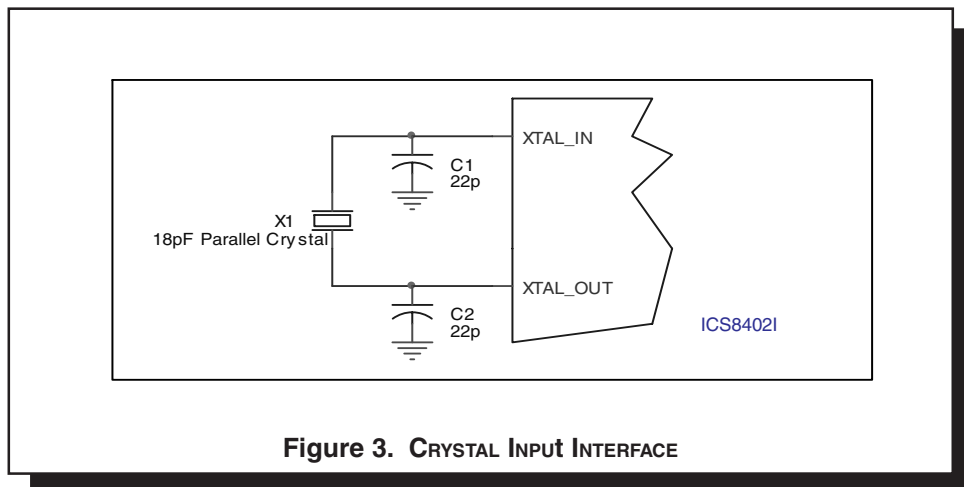 XTAL_IN
C1
22p
X1
18pF Parallel Crystal
XTAL_OUT
C2
22p
ICS8402I
Figure 3. CRYSTAL INPUt INTERFACE